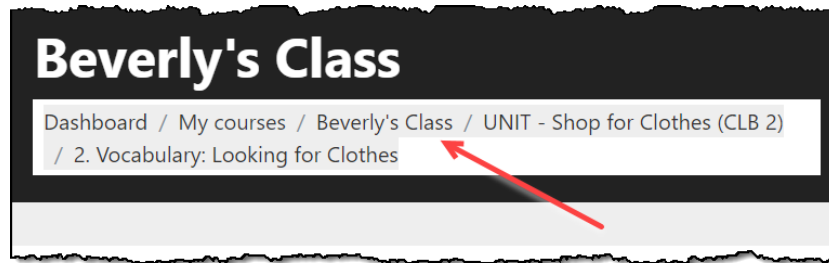 Beverly's Class
Dashboard / My courses / Beverly's Class / UNIT - Shop for Clothes (CLB 2)
/ 2. Vocabulary: Looking for Clothes